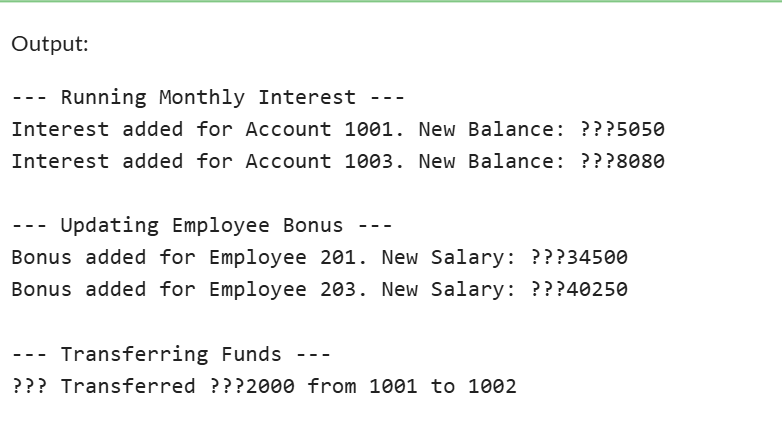 Output:
--- Running Monthly Interest ---
Interest added for Account 1001. New Balance: ???5050
Interest added for Account 1003. New Balance: ???8080
--- Updating Employee Bonus ---
Bonus added for Employee 201. New Salary: ???34500
Bonus added for Employee 203. New Salary: ???40250
--- Transferring Funds ---
??? Transferred ???2000 from 1001 to 1002